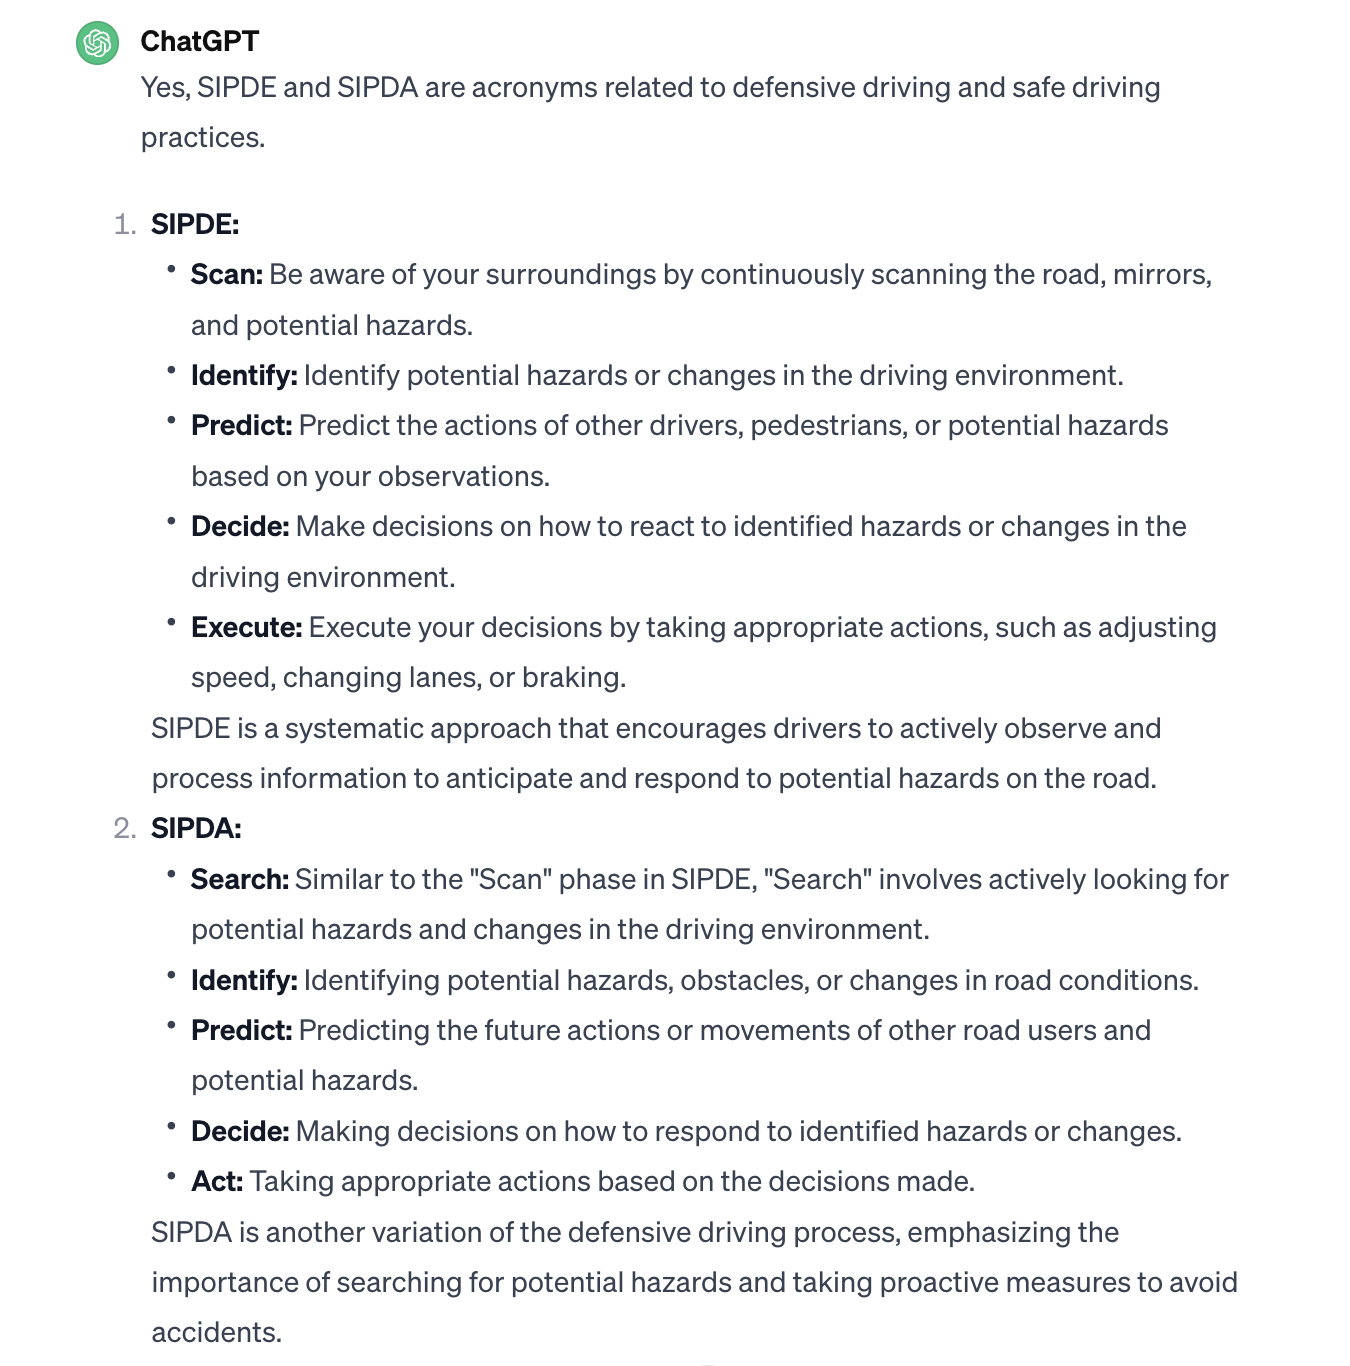 ChatGPT
Yes, SIPDE and SIPDA are acronyms related to defensive driving and safe driving
practices.
1. SIPDE:
• Scan: Be aware of your surroundings by continuously scanning the road, mirrors,
and potential hazards.
• Identify: Identify potential hazards or changes in the driving environment.
• Predict: Predict the actions of other drivers, pedestrians, or potential hazards
based on your observations.
• Decide: Make decisions on how to react to identified hazards or changes in the
driving environment.
• Execute: Execute your decisions by taking appropriate actions, such as adjusting
speed, changing lanes, or braking.
SIPDE is a systematic approach that encourages drivers to actively observe and
process information to anticipate and respond to potential hazards on the road.
2. SIPDA:
• Search: Similar to the "Scan" phase in SIPDE, "Search" involves actively looking for
potential hazards and changes in the driving environment.
• Identify: Identifying potential hazards, obstacles, or changes in road conditions.
• Predict: Predicting the future actions or movements of other road users and
potential hazards.
• Decide: Making decisions on how to respond to identified hazards or changes.
• Act: Taking appropriate actions based on the decisions made.
SIPDA is another variation of the defensive driving process, emphasizing the
importance of searching for potential hazards and taking proactive measures to avoid
accidents.